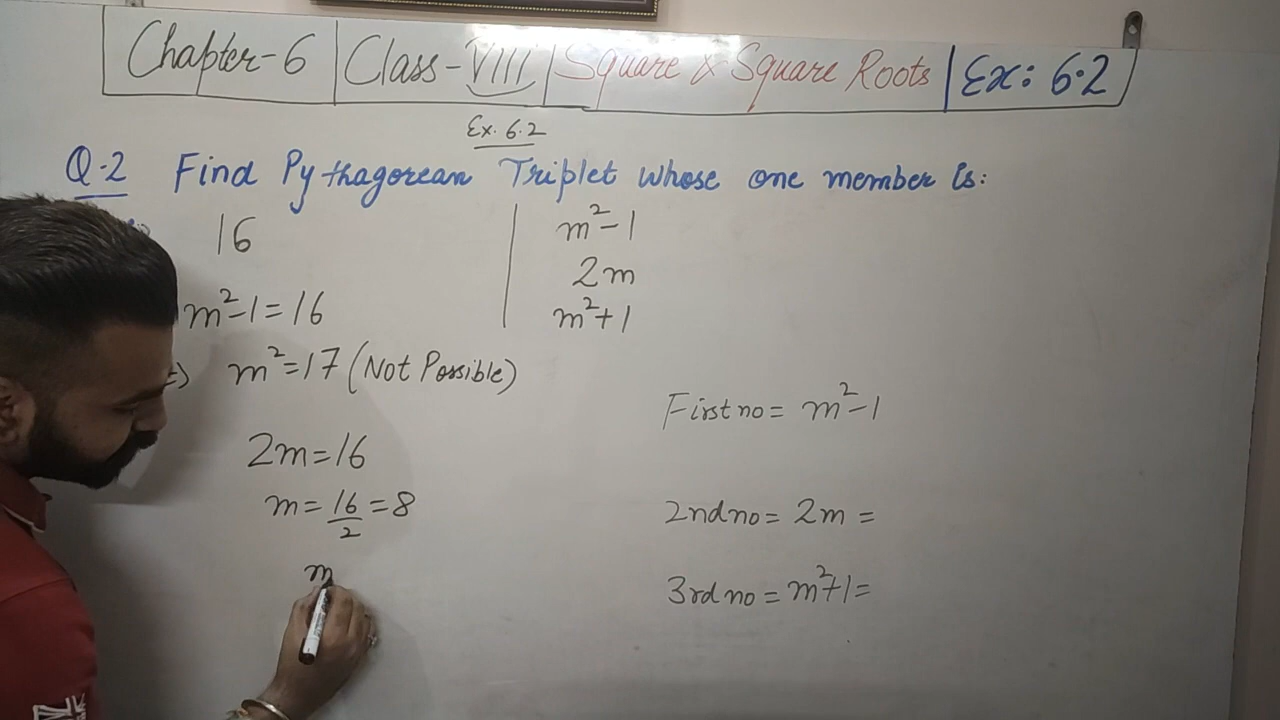 Chapter-6 | Class-VIII | Square & Square Roots | Ex: 6.2
Ex. 6.2
Q.2 Find Pythagorean Triplet whose one member is:
16
m²-1=16
=> m²=17 (Not Possible)
2m=16
m=16/2=8
m
m²-1
2m
m²+1
First no = m²-1
2nd no = 2m =
3rd no = m²+1=